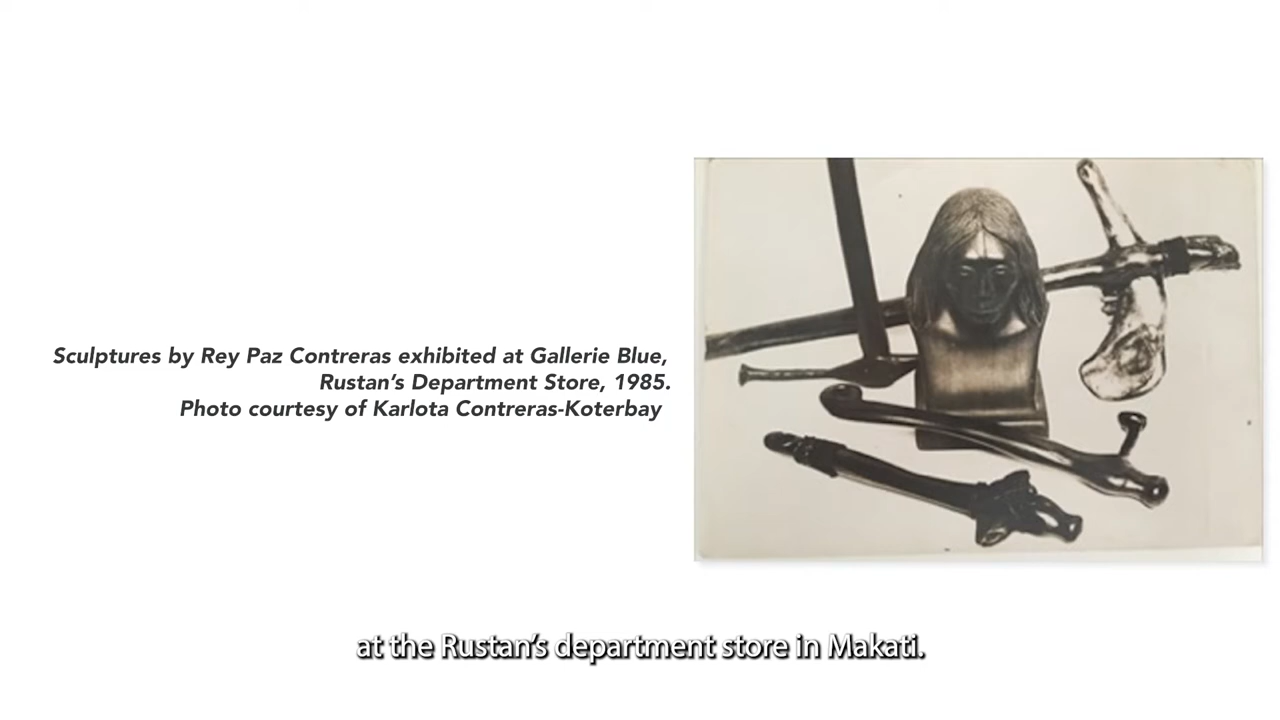 Sculptures by Rey Paz Contreras exhibited at Gallerie Blue,
Rustan’s Department Store, 1985.
Photo courtesy of Karlota Contreras-Koterbay
at the Rustan’s department store in Makati.